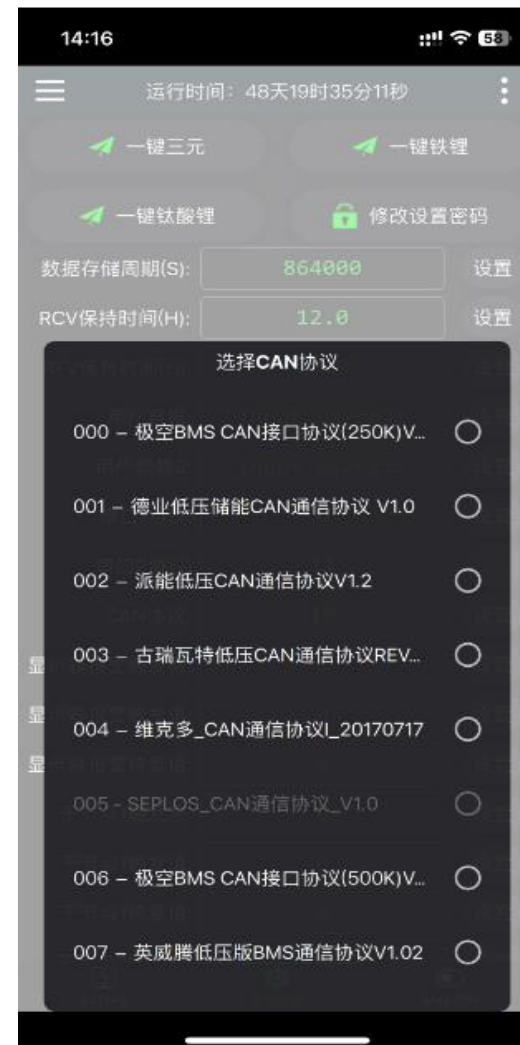 14:16
58
运行时间：48天19时35分11秒
一键三元
一键铁锂
一键钛酸锂
修改设置密码
数据存储周期(S):
864000
设置
RCV保持时间(H):
12.0
设置
选择CAN协议
000 – 极空BMS CAN接口协议(250K)V...
001 – 德业低压储能CAN通信协议 V1.0
002 – 派能低压CAN通信协议V1.2
003 – 古瑞瓦特低压CAN通信协议REV...
004 – 维克多_CAN通信协议I_20170717
005 - SEPLOS_CAN通信协议_V1.0
006 – 极空BMS CAN接口协议(500K)V...
007 – 英威腾低压版BMS通信协议V1.02